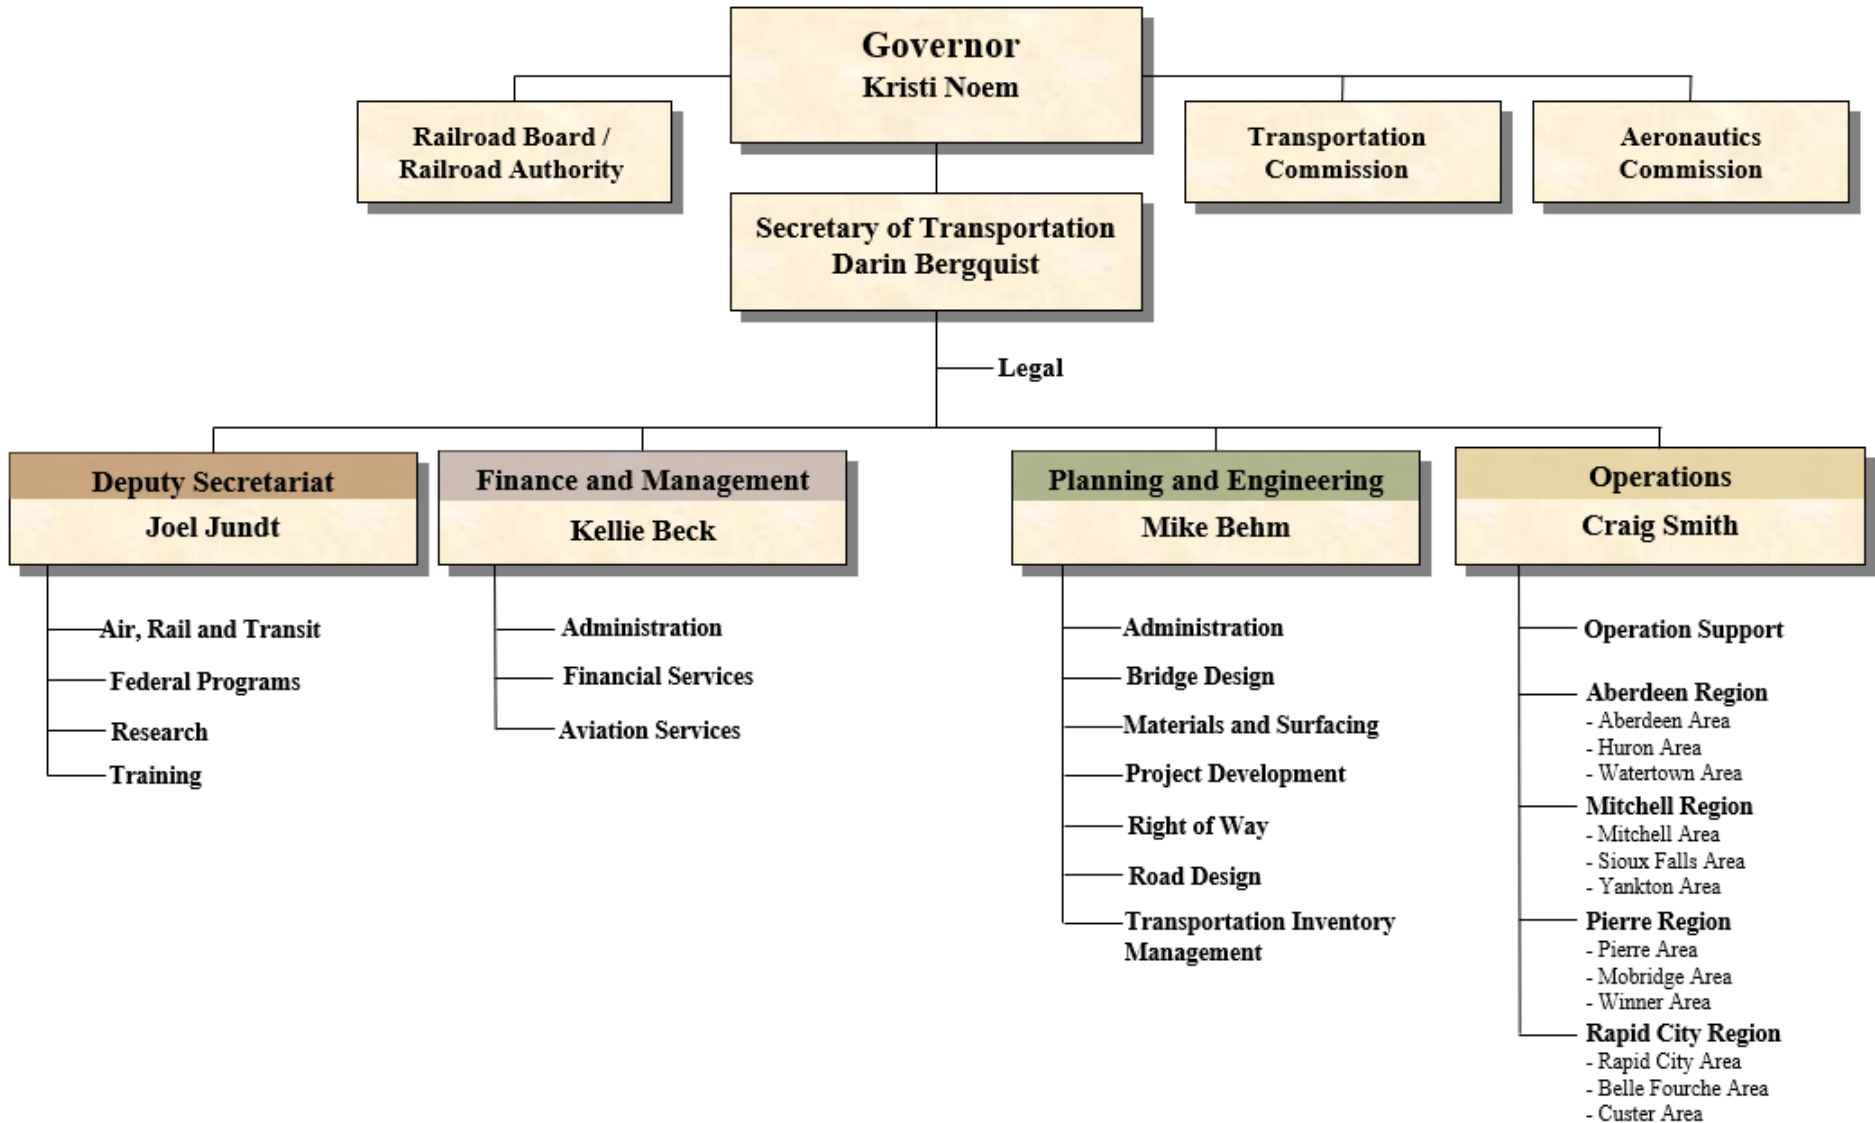 Governor
Kristi Noem
Railroad Board /
Railroad Authority
Transportation
Commission
Aeronautics
Commission
Secretary of Transportation
Darin Bergquist
Legal
Deputy Secretariat
Joel Jundt
Air, Rail and Transit
Federal Programs
Research
Training
Finance and Management
Kellie Beck
Administration
Financial Services
Aviation Services
Planning and Engineering
Mike Behm
Administration
Bridge Design
Materials and Surfacing
Project Development
Right of Way
Road Design
Transportation Inventory
Management
Operations
Craig Smith
Operation Support
Aberdeen Region
- Aberdeen Area
- Huron Area
- Watertown Area
Mitchell Region
- Mitchell Area
- Sioux Falls Area
- Yankton Area
Pierre Region
- Pierre Area
- Mobridge Area
- Winner Area
Rapid City Region
- Rapid City Area
- Belle Fourche Area
- Custer Area